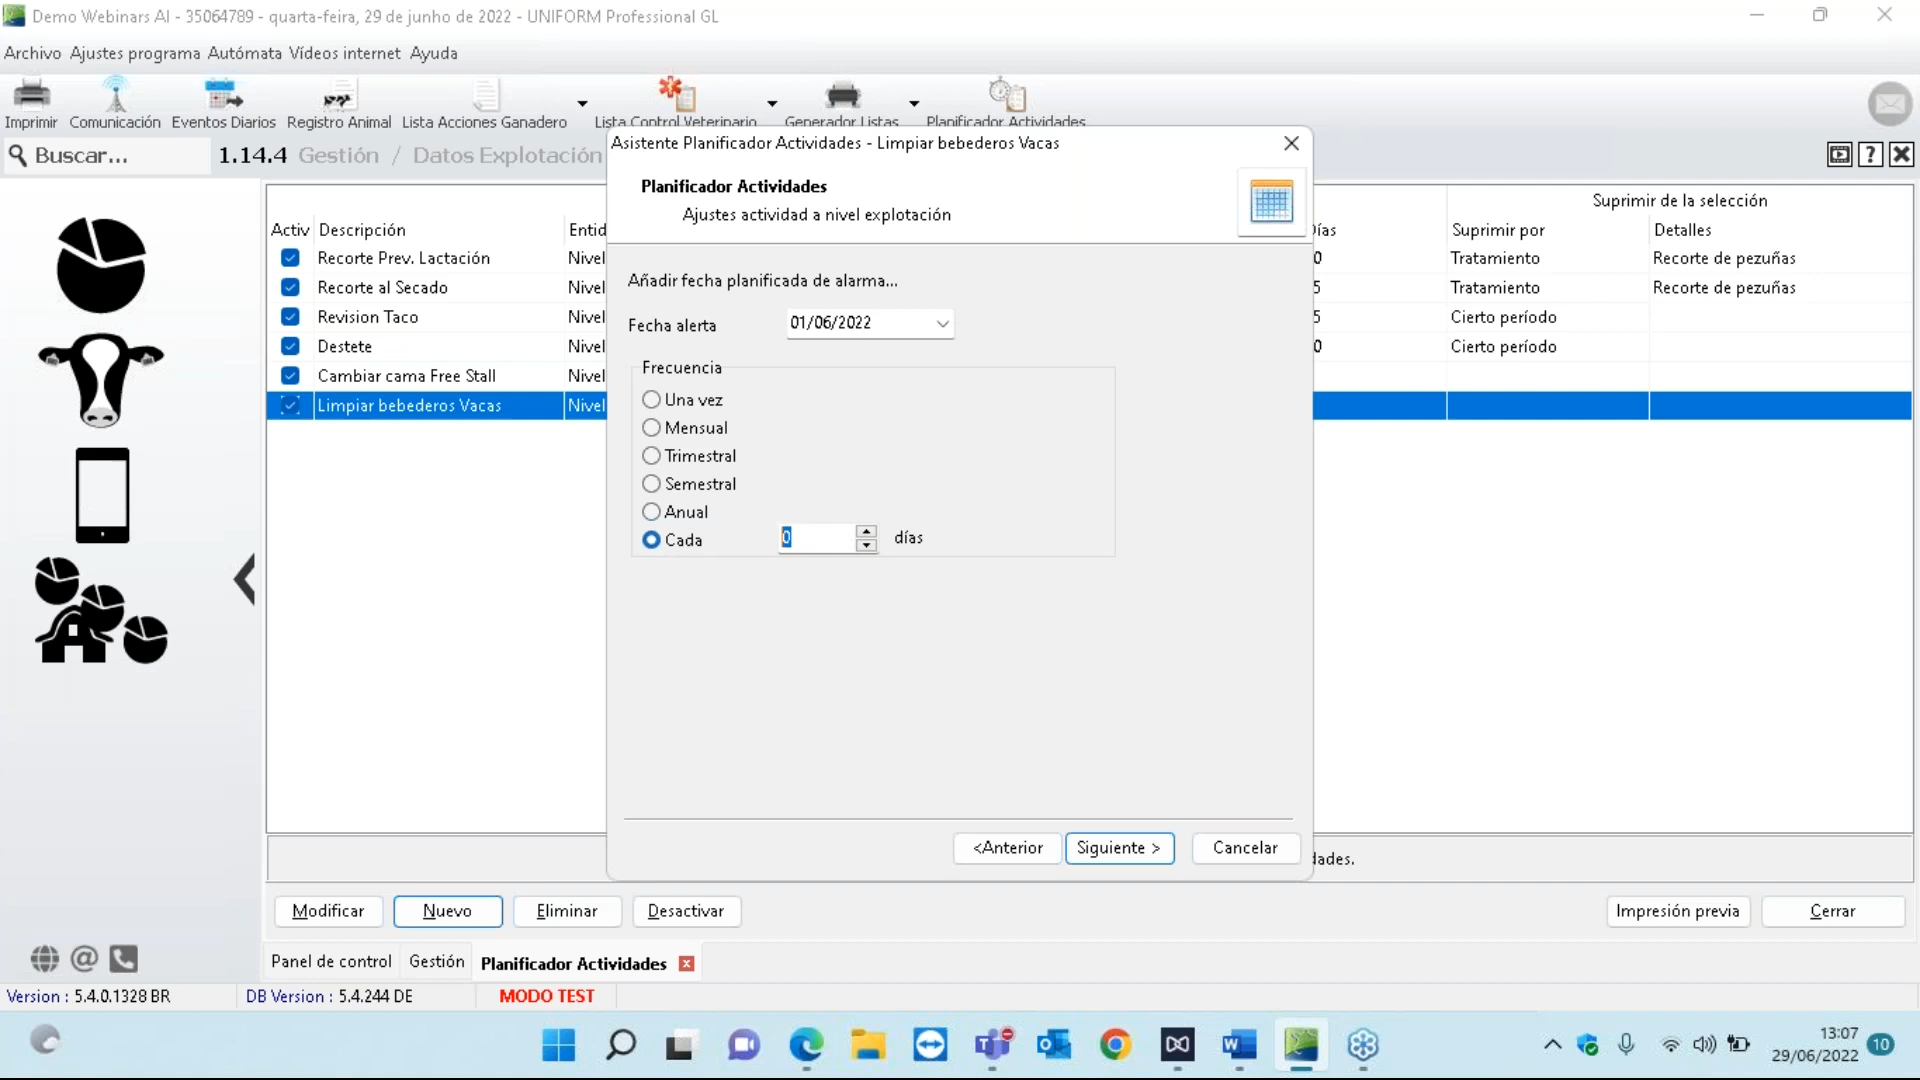 Demo Webinars AI - 35064789 - quarta-feira, 29 de junho de 2022 - UNIFORM Professional GL
Archivo Ajustes programa Autómata Vídeos internet Ayuda
Imprimir Comunicación Eventos Diarios Registro Animal Lista Acciones Ganadero Lista Control Veterinario Generador Listas Planificador Actividades
Buscar... 1.14.4 Gestión / Datos Explotación
Asistente Planificador Actividades - Limpiar bebederos Vacas
Planificador Actividades
Ajustes actividad a nivel explotación
Añadir fecha planificada de alarma...
Fecha alerta 01/06/2022
Frecuencia
Una vez
Mensual
Trimestral
Semestral
Anual
Cada 0 días
<Anterior Siguiente > Cancelar
Suprimir de la selección
Activ Descripción Entid ías Suprimir por Detalles
Recorte Prev. Lactación Nivel 0 Tratamiento Recorte de pezuñas
Recorte al Secado Nivel 5 Tratamiento Recorte de pezuñas
Revision Taco Nivel 5 Cierto período
Destete Nivel 0 Cierto período
Cambiar cama Free Stall Nivel
Limpiar bebederos Vacas Nivel
dades.
Modificar Nuevo Eliminar Desactivar Impresión previa Cerrar
Panel de control Gestión Planificador Actividades
Version : 5.4.0.1328 BR DB Version : 5.4.244 DE MODO TEST
13:07
29/06/2022 10